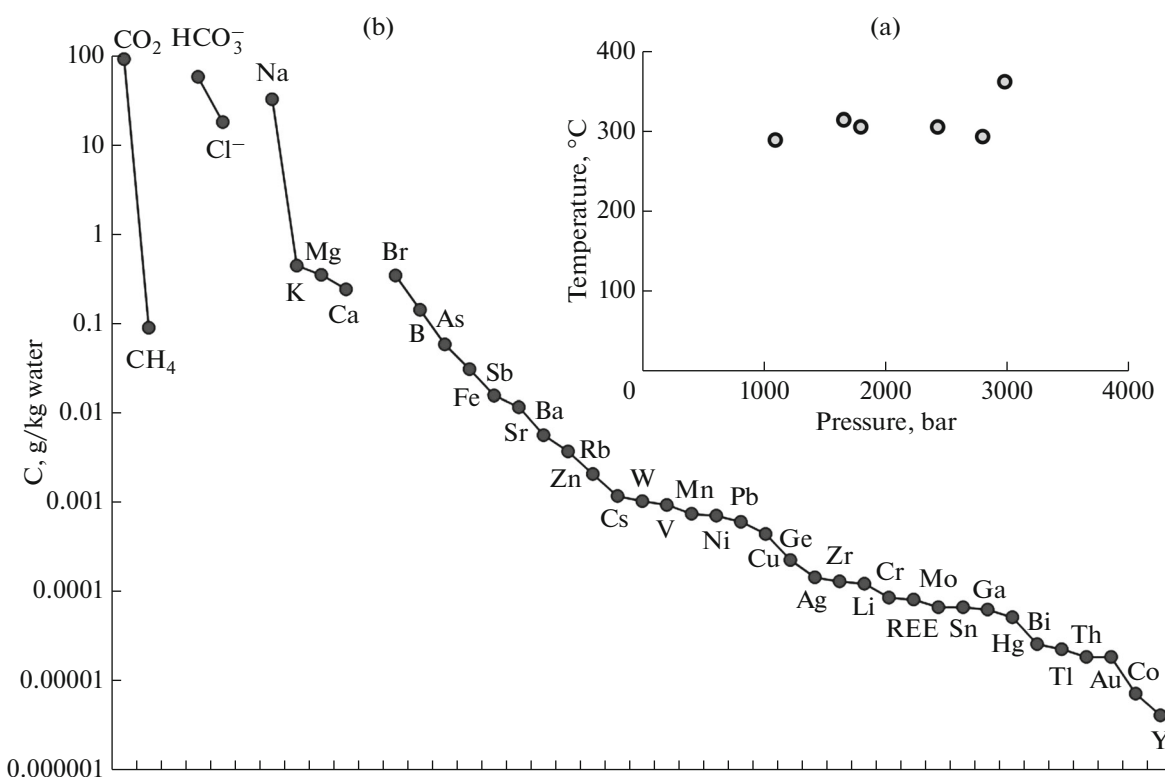 (b)
CO₂
HCO₃⁻
Cl⁻
Na
CH₄
K
Mg
Ca
Br
B
As
Fe
Sb
Sr
Ba
Zn
Rb
Cs
W
V
Mn
Ni
Pb
Cu
Ge
Ag
Zr
Li
Cr
REE
Mo
Sn
Ga
Hg
Bi
Tl
Th
Au
Co
Y
100
10
1
0.1
0.01
0.001
0.0001
0.00001
0.000001
C, g/kg water
(a)
400
300
200
100
0
1000
2000
3000
4000
Temperature, °C
Pressure, bar